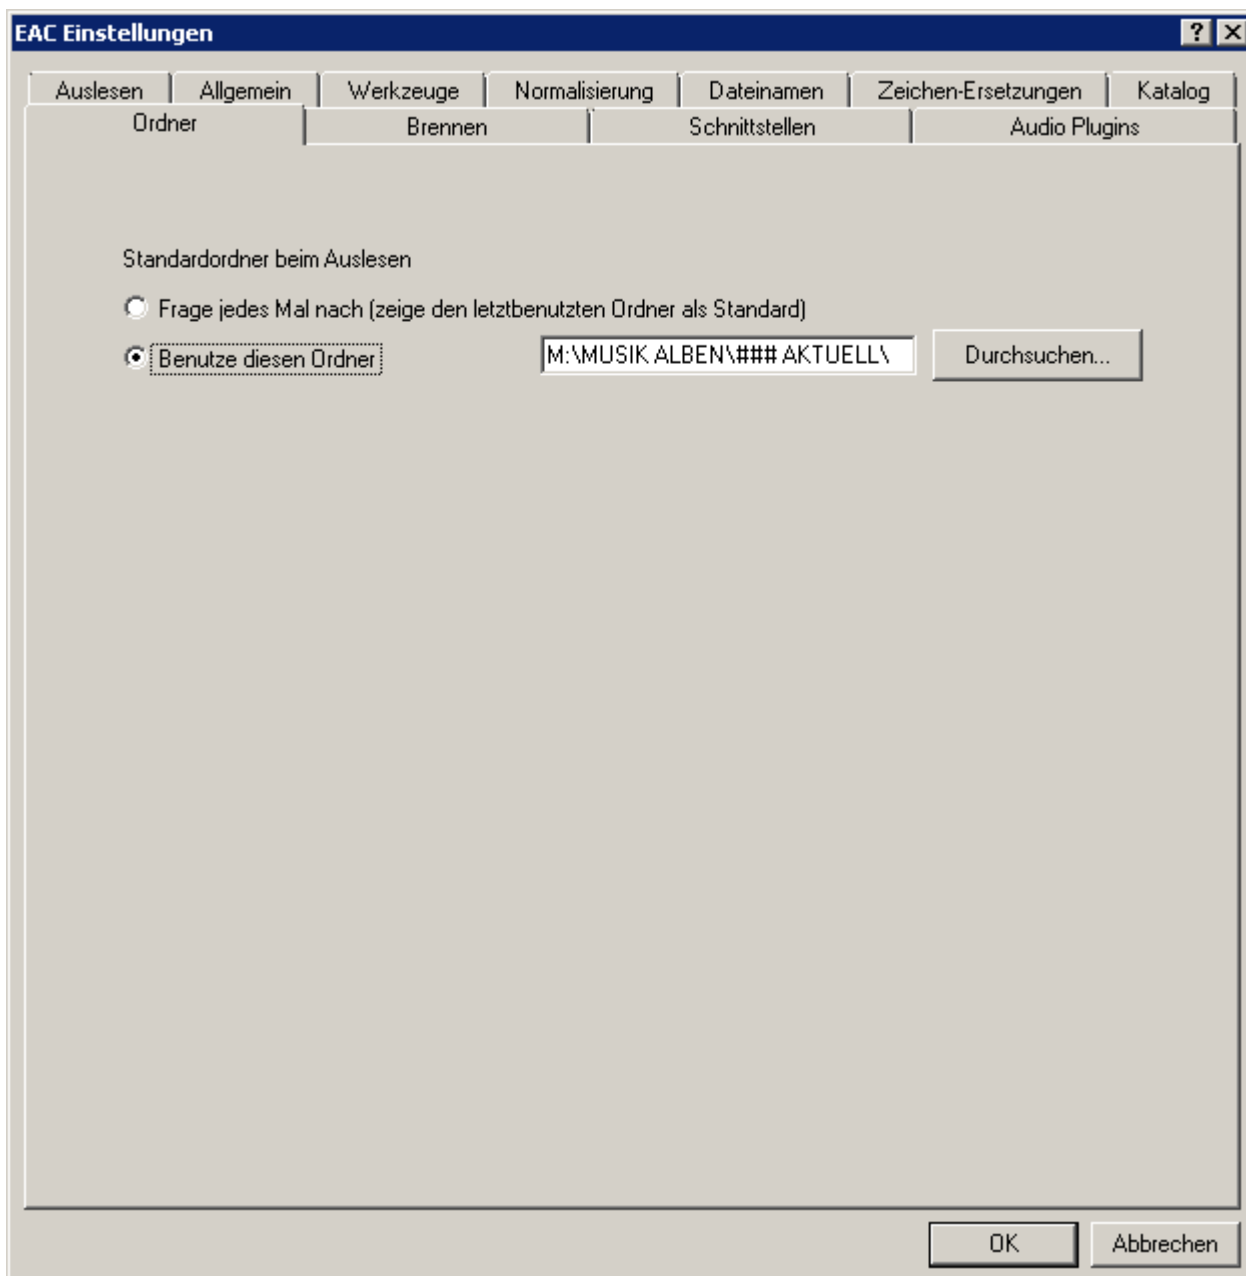 EAC Einstellungen
Auslesen Allgemein Werkzeuge Normalisierung Dateinamen Zeichen-Ersetzungen Katalog
Ordner Brennen Schnittstellen Audio Plugins
Standardordner beim Auslesen
Frage jedes Mal nach (zeige den letztbenutzten Ordner als Standard)
Benutze diesen Ordner M:\MUSIK ALBEN\### AKTUELL\ Durchsuchen...
OK Abbrechen